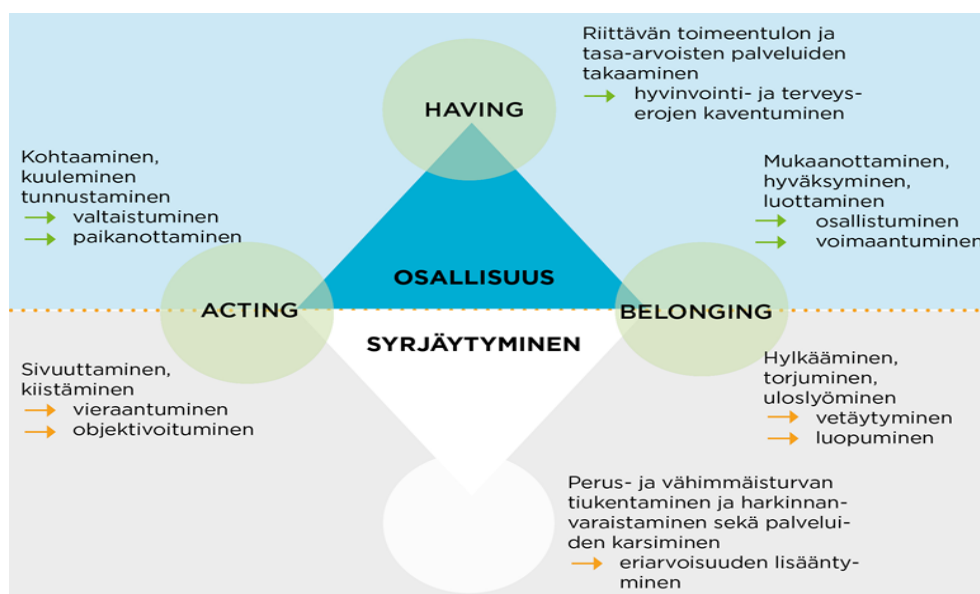 Riittävän toimeentulon ja
tasa-arvoisten palveluiden
takaaminen
→ hyvinvointi- ja terveys-
erojen kaventuminen
HAVING
Kohtaaminen,
kuuleminen
tunnustaminen
→ valtaistuminen
→ paikanottaminen
Mukaanottaminen,
hyväksyminen,
luottaminen
→ osallistuminen
→ voimaantuminen
OSALLISUUS
ACTING
BELONGING
SYRJÄYTYMINEN
Sivuuttaminen,
kiistäminen
→ vieraantuminen
→ objektivoituminen
Hylkääminen,
torjuminen,
uloslyöminen
→ vetäytyminen
→ luopuminen
Perus- ja vähimmäisturvan
tiukentaminen ja harkinnan-
varaistaminen sekä palvelui-
den karsiminen
→ eriarvoisuuden lisäänty-
minen